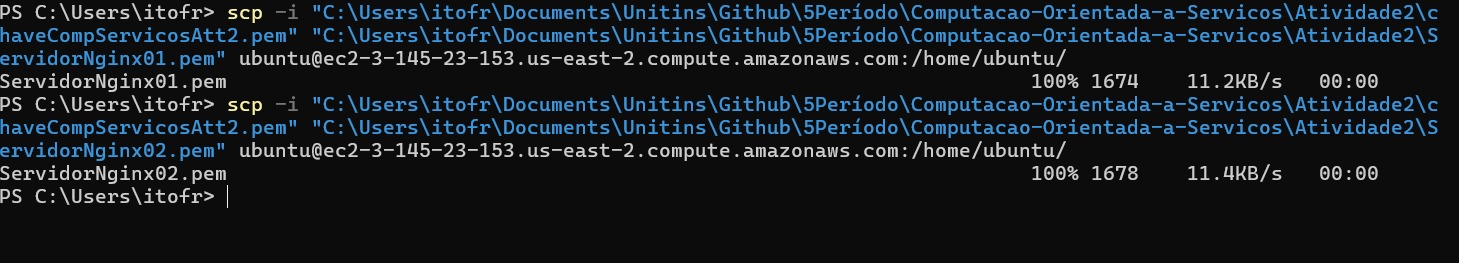 PS C:\Users\itofr> scp -i "C:\Users\itofr\Documents\Unitins\Github\5Período\Computacao-Orientada-a-Servicos\Atividade2\c
haveCompServicosAtt2.pem" "C:\Users\itofr\Documents\Unitins\Github\5Período\Computacao-Orientada-a-Servicos\Atividade2\S
ervidorNginx01.pem" ubuntu@ec2-3-145-23-153.us-east-2.compute.amazonaws.com:/home/ubuntu/
ServidorNginx01.pem 100% 1674 11.2KB/s 00:00
PS C:\Users\itofr> scp -i "C:\Users\itofr\Documents\Unitins\Github\5Período\Computacao-Orientada-a-Servicos\Atividade2\c
haveCompServicosAtt2.pem" "C:\Users\itofr\Documents\Unitins\Github\5Período\Computacao-Orientada-a-Servicos\Atividade2\S
ervidorNginx02.pem" ubuntu@ec2-3-145-23-153.us-east-2.compute.amazonaws.com:/home/ubuntu/
ServidorNginx02.pem 100% 1678 11.4KB/s 00:00
PS C:\Users\itofr>